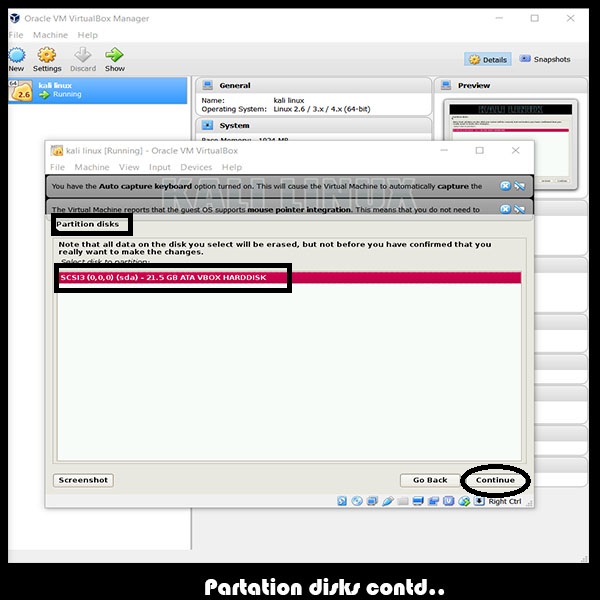 Oracle VM VirtualBox Manager
File Machine Help
New Settings Discard Show
Details Snapshots
64
2.6
kali linux
Running
General
Name: kali linux
Operating System: Linux 2.6 / 3.x / 4.x (64-bit)
System
Base Memory: 1024 MB
Preview
KALI LINUX
kali linux [Running] - Oracle VM VirtualBox
File Machine View Input Devices Help
You have the Auto capture keyboard option turned on. This will cause the Virtual Machine to automatically capture the
KALI LINUX
The Virtual Machine reports that the guest OS supports mouse pointer integration. This means that you do not need to
Partition disks
Note that all data on the disk you select will be erased, but not before you have confirmed that you
really want to make the changes.
Select disk to partition:
SCSI3 (0,0,0) (sda) - 21.5 GB ATA VBOX HARDDISK
Screenshot Go Back Continue
Right Ctrl
Partation disks contd..